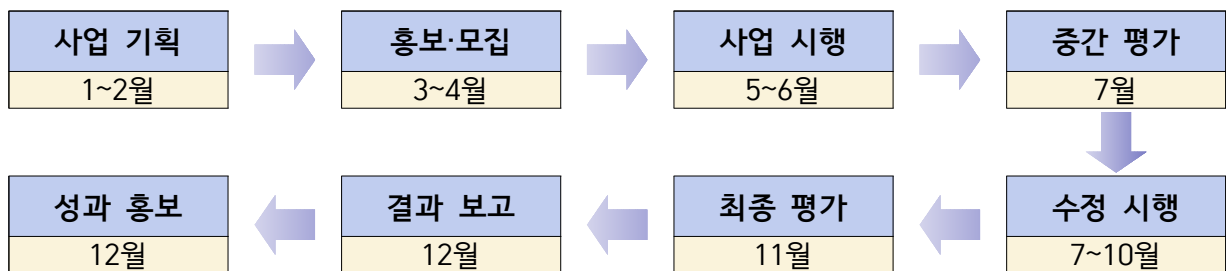 사업 기획
1~2월
홍보·모집
3~4월
사업 시행
5~6월
중간 평가
7월
수정 시행
7~10월
최종 평가
11월
결과 보고
12월
성과 홍보
12월